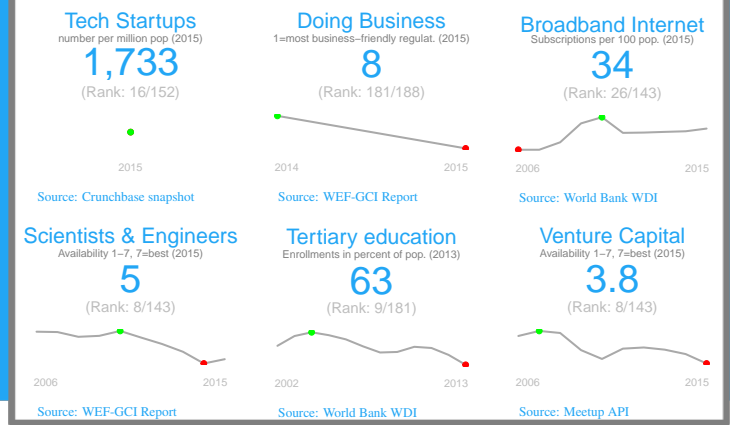 Tech Startups
number per million pop (2015)
1,733
(Rank: 16/152)
2015
Source: Crunchbase snapshot
Doing Business
1=most business−friendly regulat. (2015)
8
(Rank: 181/188)
2014 2015
Source: WEF-GCI Report
Broadband Internet
Subscriptions per 100 pop. (2015)
34
(Rank: 26/143)
2006 2015
Source: World Bank WDI
Scientists & Engineers
Availability 1−7, 7=best (2015)
5
(Rank: 8/143)
2006 2015
Source: WEF-GCI Report
Tertiary education
Enrollments in percent of pop. (2013)
63
(Rank: 9/181)
2002 2013
Source: World Bank WDI
Venture Capital
Availability 1−7, 7=best (2015)
3.8
(Rank: 8/143)
2006 2015
Source: Meetup API